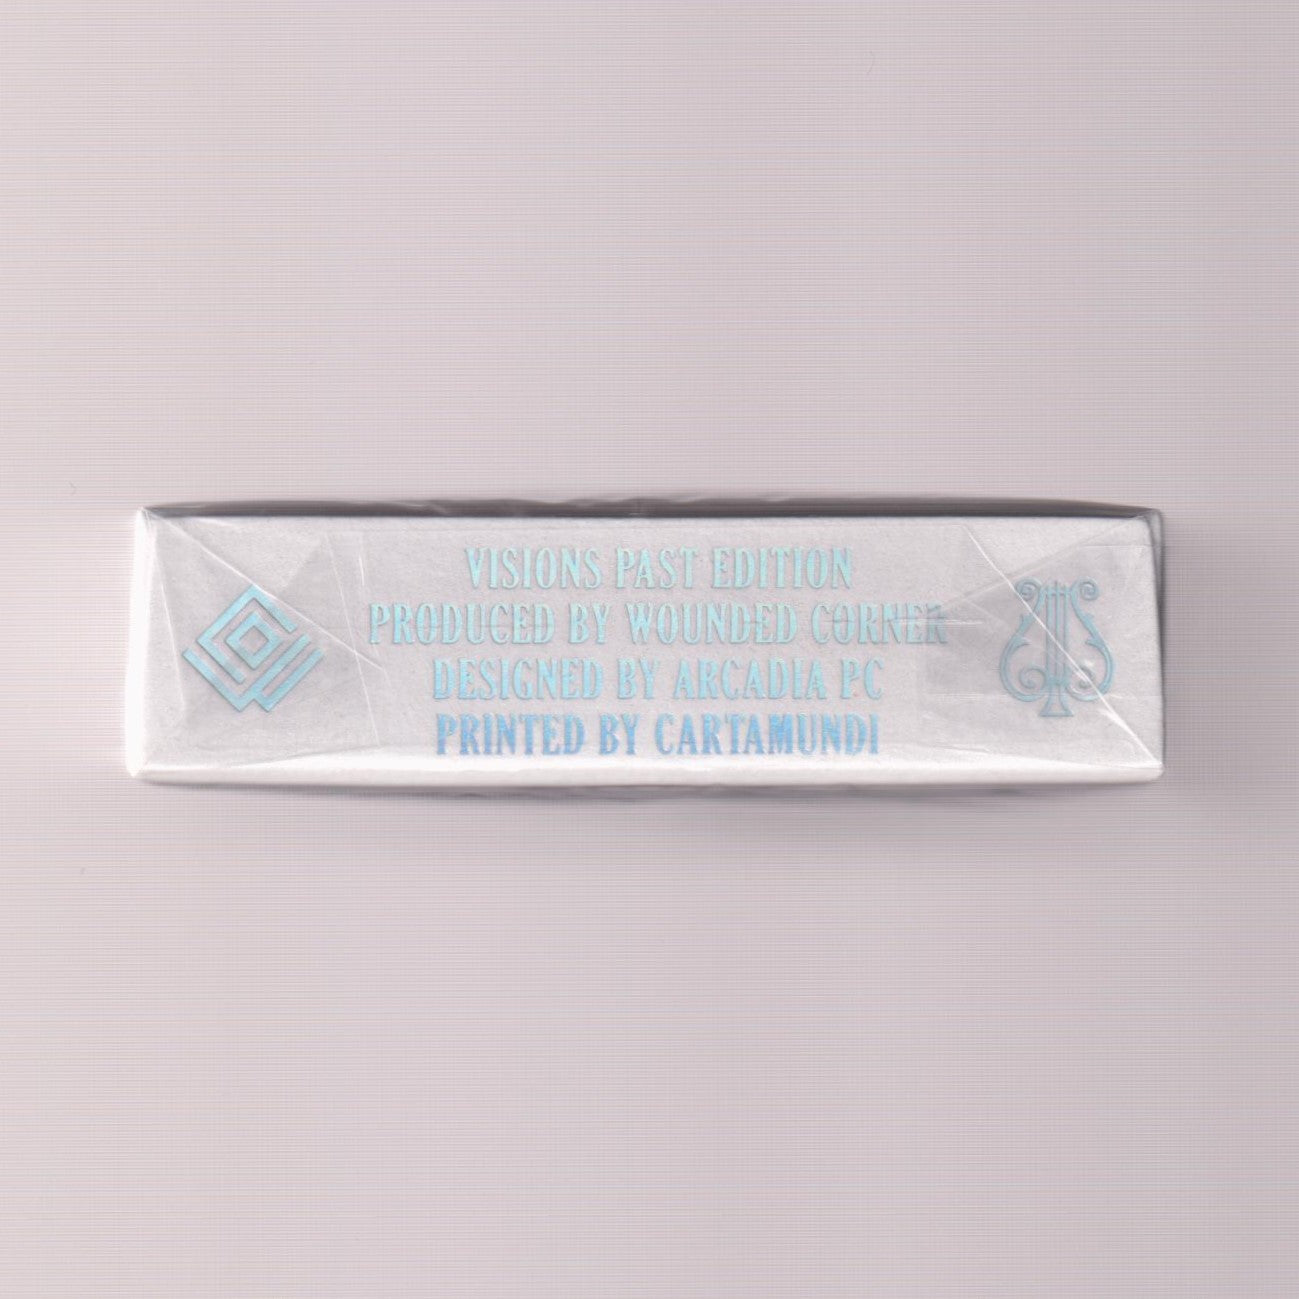 VISIONS PAST EDITION
PRODUCED BY WOUNDED CORNER
DESIGNED BY ARCADIA PC
PRINTED BY CARTAMUNDI